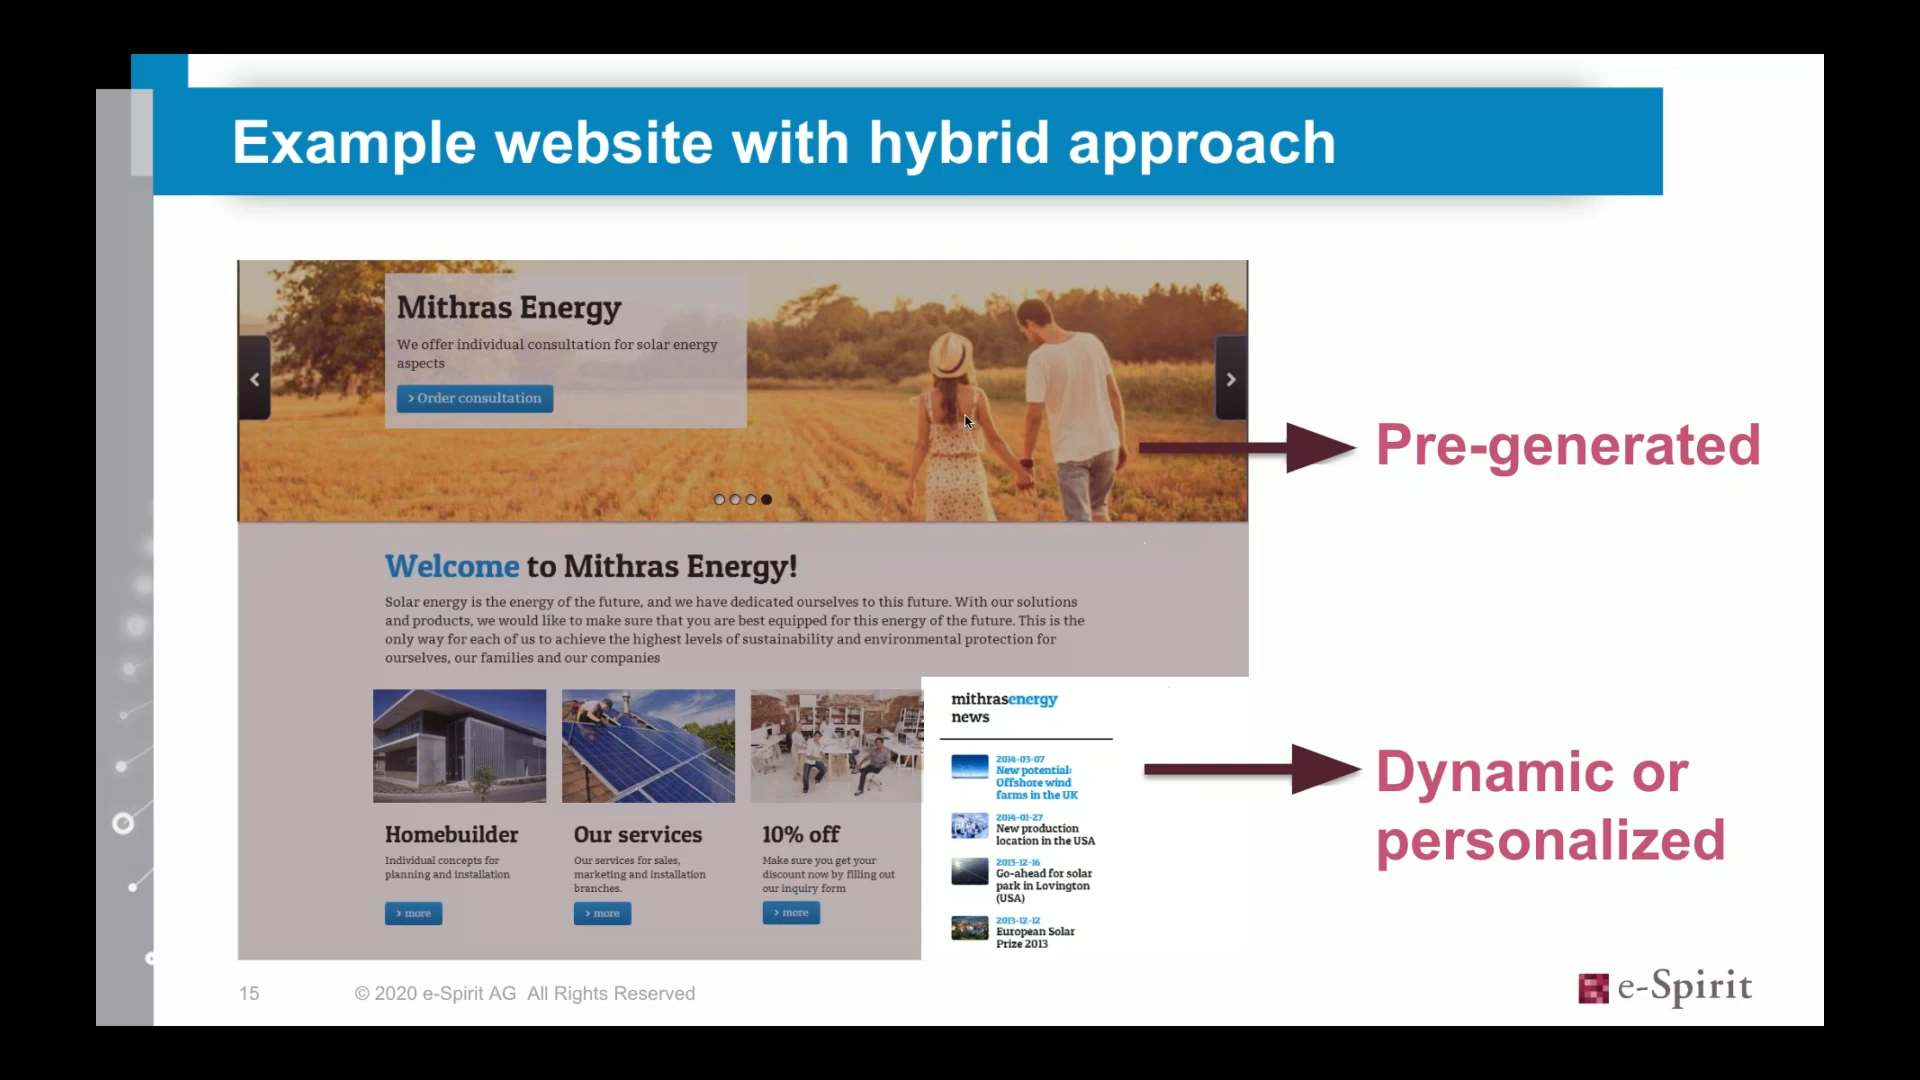 Example website with hybrid approach
Mithras Energy
We offer individual consultation for solar energy
aspects
> Order consultation
Pre-generated
Welcome to Mithras Energy!
Solar energy is the energy of the future, and we have dedicated ourselves to this future. With our solutions
and products, we would like to make sure that you are best equipped for this energy of the future. This is the
only way for each of us to achieve the highest levels of sustainability and environmental protection for
ourselves, our families and our companies
Homebuilder
Individual concepts for
planning and installation
> more
Our services
Our services for sales,
marketing and installation
branches.
> more
10% off
Make sure you get your
discount now by filling out
our inquiry form
> more
mithrasenergy
news
2014-03-07
New potential:
Offshore wind
farms in the UK
2014-01-27
New production
location in the USA
2013-12-16
Go-ahead for solar
park in Lovington
(USA)
2013-12-12
European Solar
Prize 2013
Dynamic or
personalized
15
© 2020 e-Spirit AG All Rights Reserved
e-Spirit